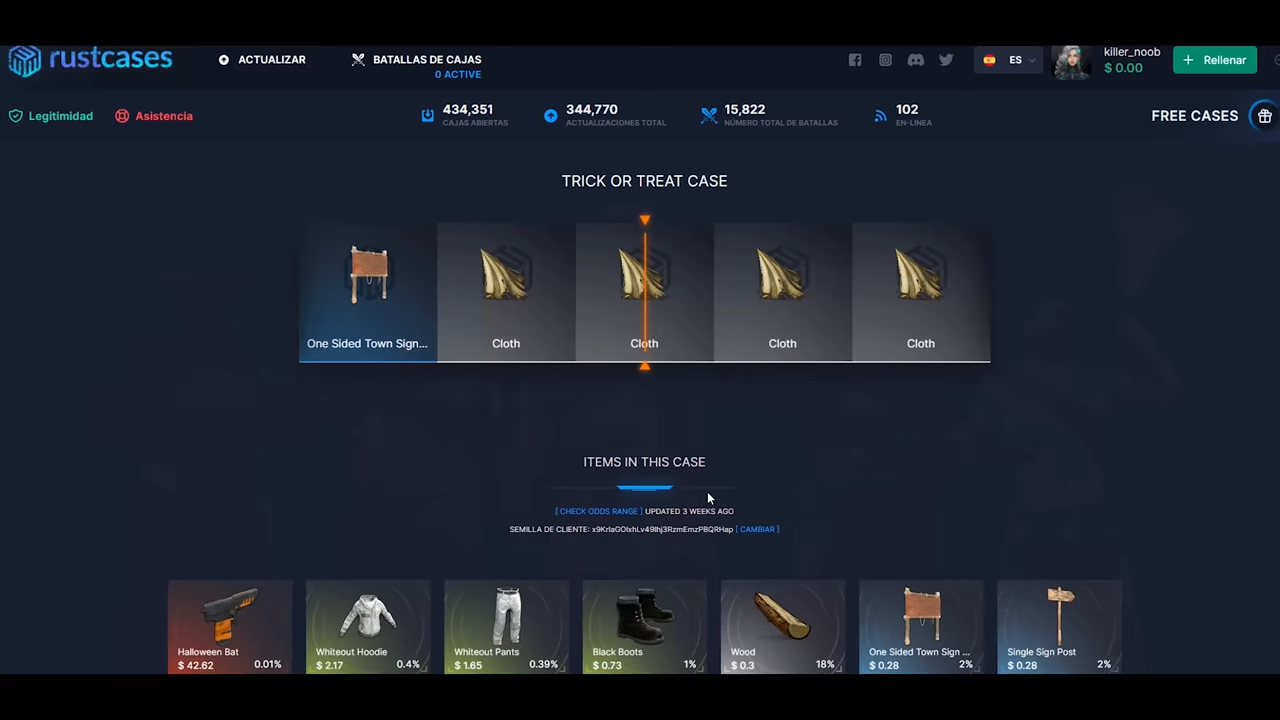 rustcases
ACTUALIZAR
BATALLAS DE CAJAS
0 ACTIVE
ES
killer_noob
$ 0.00
Rellenar
Legitimidad
Asistencia
434,351
CAJAS ABIERTAS
344,770
ACTUALIZACIONES TOTAL
15,822
NÚMERO TOTAL DE BATALLAS
102
EN-LINEA
FREE CASES
TRICK OR TREAT CASE
One Sided Town Sign...
Cloth
Cloth
Cloth
Cloth
ITEMS IN THIS CASE
[ CHECK ODDS RANGE ] UPDATED 3 WEEKS AGO
SEMILLA DE CLIENTE: [ CAMBIAR ]
Halloween Bat
$ 42.62 0.01%
Whiteout Hoodie
$ 2.17 0.4%
Whiteout Pants
$ 1.65 0.39%
Black Boots
$ 0.73 1%
Wood
$ 0.3 18%
One Sided Town Sign ...
$ 0.28 2%
Single Sign Post
$ 0.28 2%